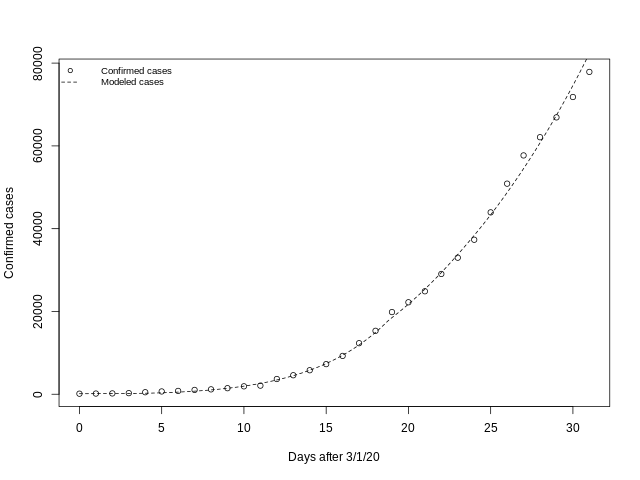 Confirmed cases
Modeled cases
80000
60000
40000
20000
0
Confirmed cases
0 5 10 15 20 25 30
Days after 3/1/20